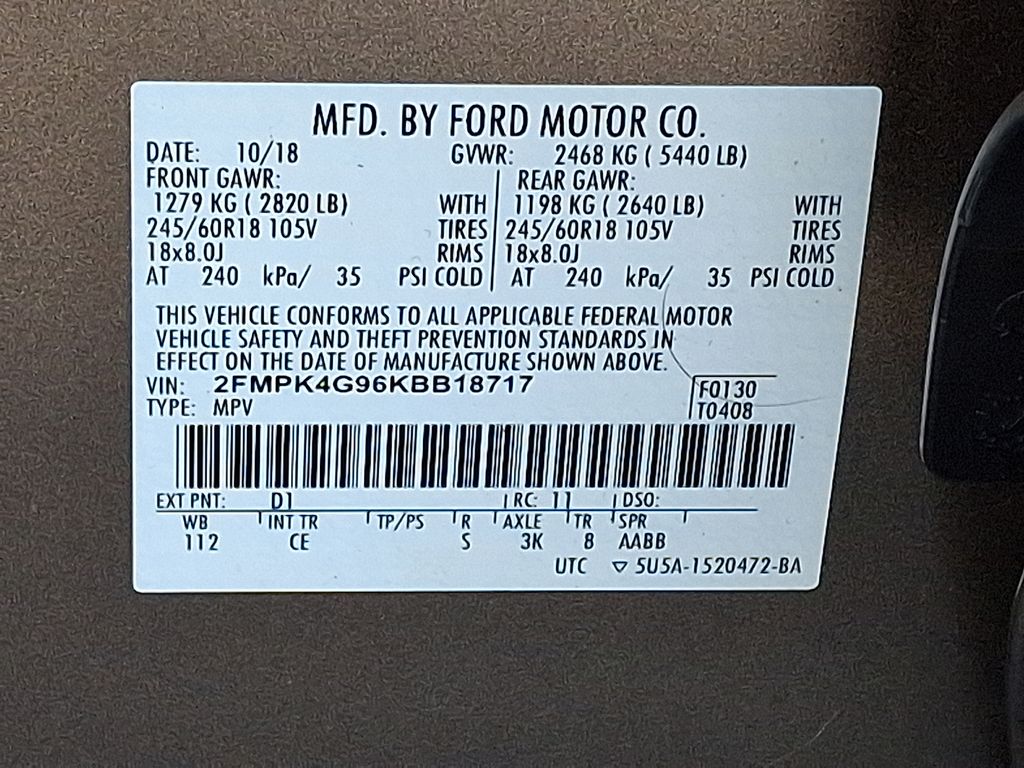 MFD. BY FORD MOTOR CO.
DATE: 10/18 GVWR: 2468 KG ( 5440 LB)
FRONT GAWR: REAR GAWR:
1279 KG ( 2820 LB) WITH 1198 KG ( 2640 LB) WITH
245/60R18 105V TIRES 245/60R18 105V TIRES
18x8.0J RIMS 18x8.0J RIMS
AT 240 kPa/ 35 PSI COLD AT 240 kPa/ 35 PSI COLD
THIS VEHICLE CONFORMS TO ALL APPLICABLE FEDERAL MOTOR
VEHICLE SAFETY AND THEFT PREVENTION STANDARDS IN
EFFECT ON THE DATE OF MANUFACTURE SHOWN ABOVE.
VIN: 2FMPK4G96KBB18717 F0130
TYPE: MPV T0408
EXT PNT: D1 RC: 11 DSO:
WB INT TR TP/PS R AXLE TR SPR
112 CE S 3K 8 AABB
UTC ▽ 5U5A-1520472-BA